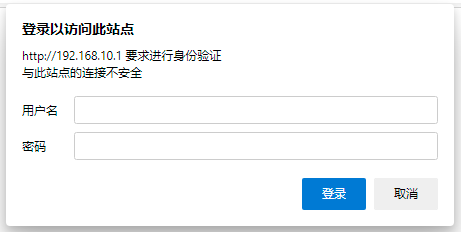 登录以访问此站点
http://192.168.10.1 要求进行身份验证
与此站点的连接不安全
用户名
密码
登录 取消